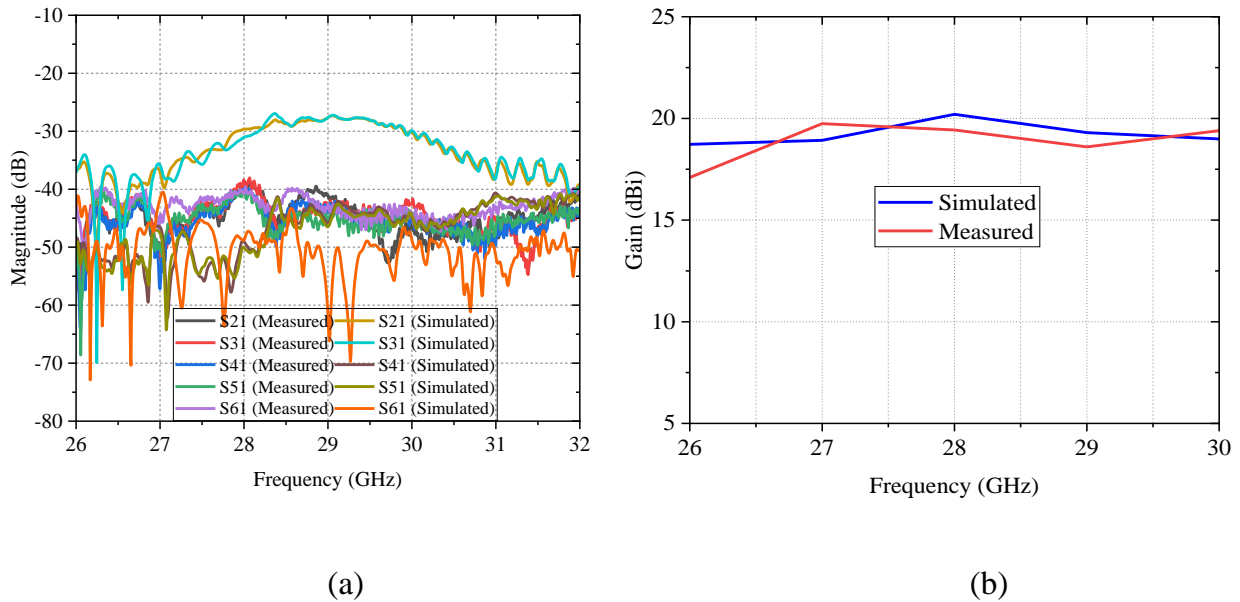 -10
-20
-30
-40
-50
-60
-70
-80
Magnitude (dB)
S21 (Measured) S21 (Simulated)
S31 (Measured) S31 (Simulated)
S41 (Measured) S41 (Simulated)
S51 (Measured) S51 (Simulated)
S61 (Measured) S61 (Simulated)
26 27 28 29 30 31 32
Frequency (GHz)
(a)
25
20
15
10
5
Gain (dBi)
Simulated
Measured
26 27 28 29 30
Frequency (GHz)
(b)